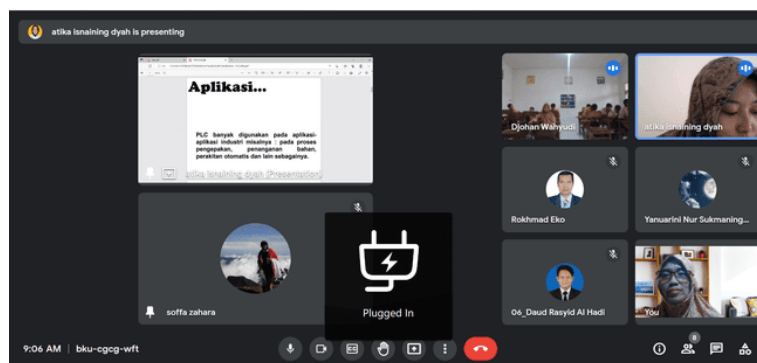 atika isnaining dyah is presenting
Aplikasi...
PLC banyak digunakan pada aplikasi-
aplikasi industri misalnya : pada proses
pengepakan, penanganan bahan,
perakitan otomatis dan lain sebagainya.
atika isnaining dyah (Presentation)
Djohan Wahyudi
atika isnaining dyah
Rokhmad Eko
Yanuarini Nur Sukmaning...
soffa zahara
Plugged In
06_Daud Rasyid Al Hadi
You
9:06 AM | bku-cgcg-wft
8